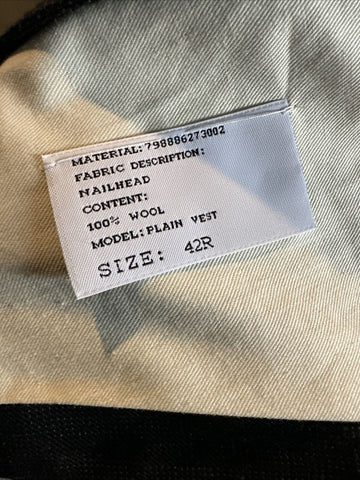 MATERIAL:798886273002
FABRIC DESCRIPTION:
NAILHEAD
CONTENT:
100% WOOL
MODEL:PLAIN VEST
SIZE: 42R